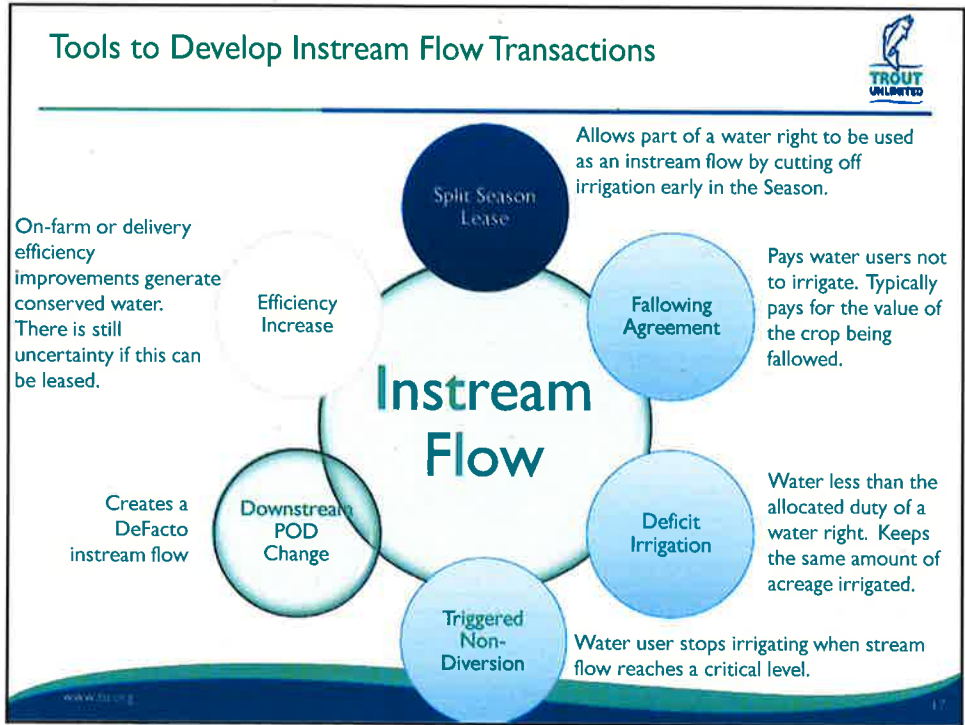 Tools to Develop Instream Flow Transactions
TROUT
UNLIMITED
Allows part of a water right to be used
as an instream flow by cutting off
irrigation early in the Season.
Split Season
Lease
On-farm or delivery
efficiency
improvements generate
conserved water.
There is still
uncertainty if this can
be leased.
Efficiency
Increase
Fallowing
Agreement
Pays water users not
to irrigate. Typically
pays for the value of
the crop being
fallowed.
Instream
Flow
Creates a
DeFacto
instream flow
Downstream
POD
Change
Deficit
Irrigation
Water less than the
allocated duty of a
water right. Keeps
the same amount of
acreage irrigated.
Triggered
Non-
Diversion
Water user stops irrigating when stream
flow reaches a critical level.
www.tu.org
17